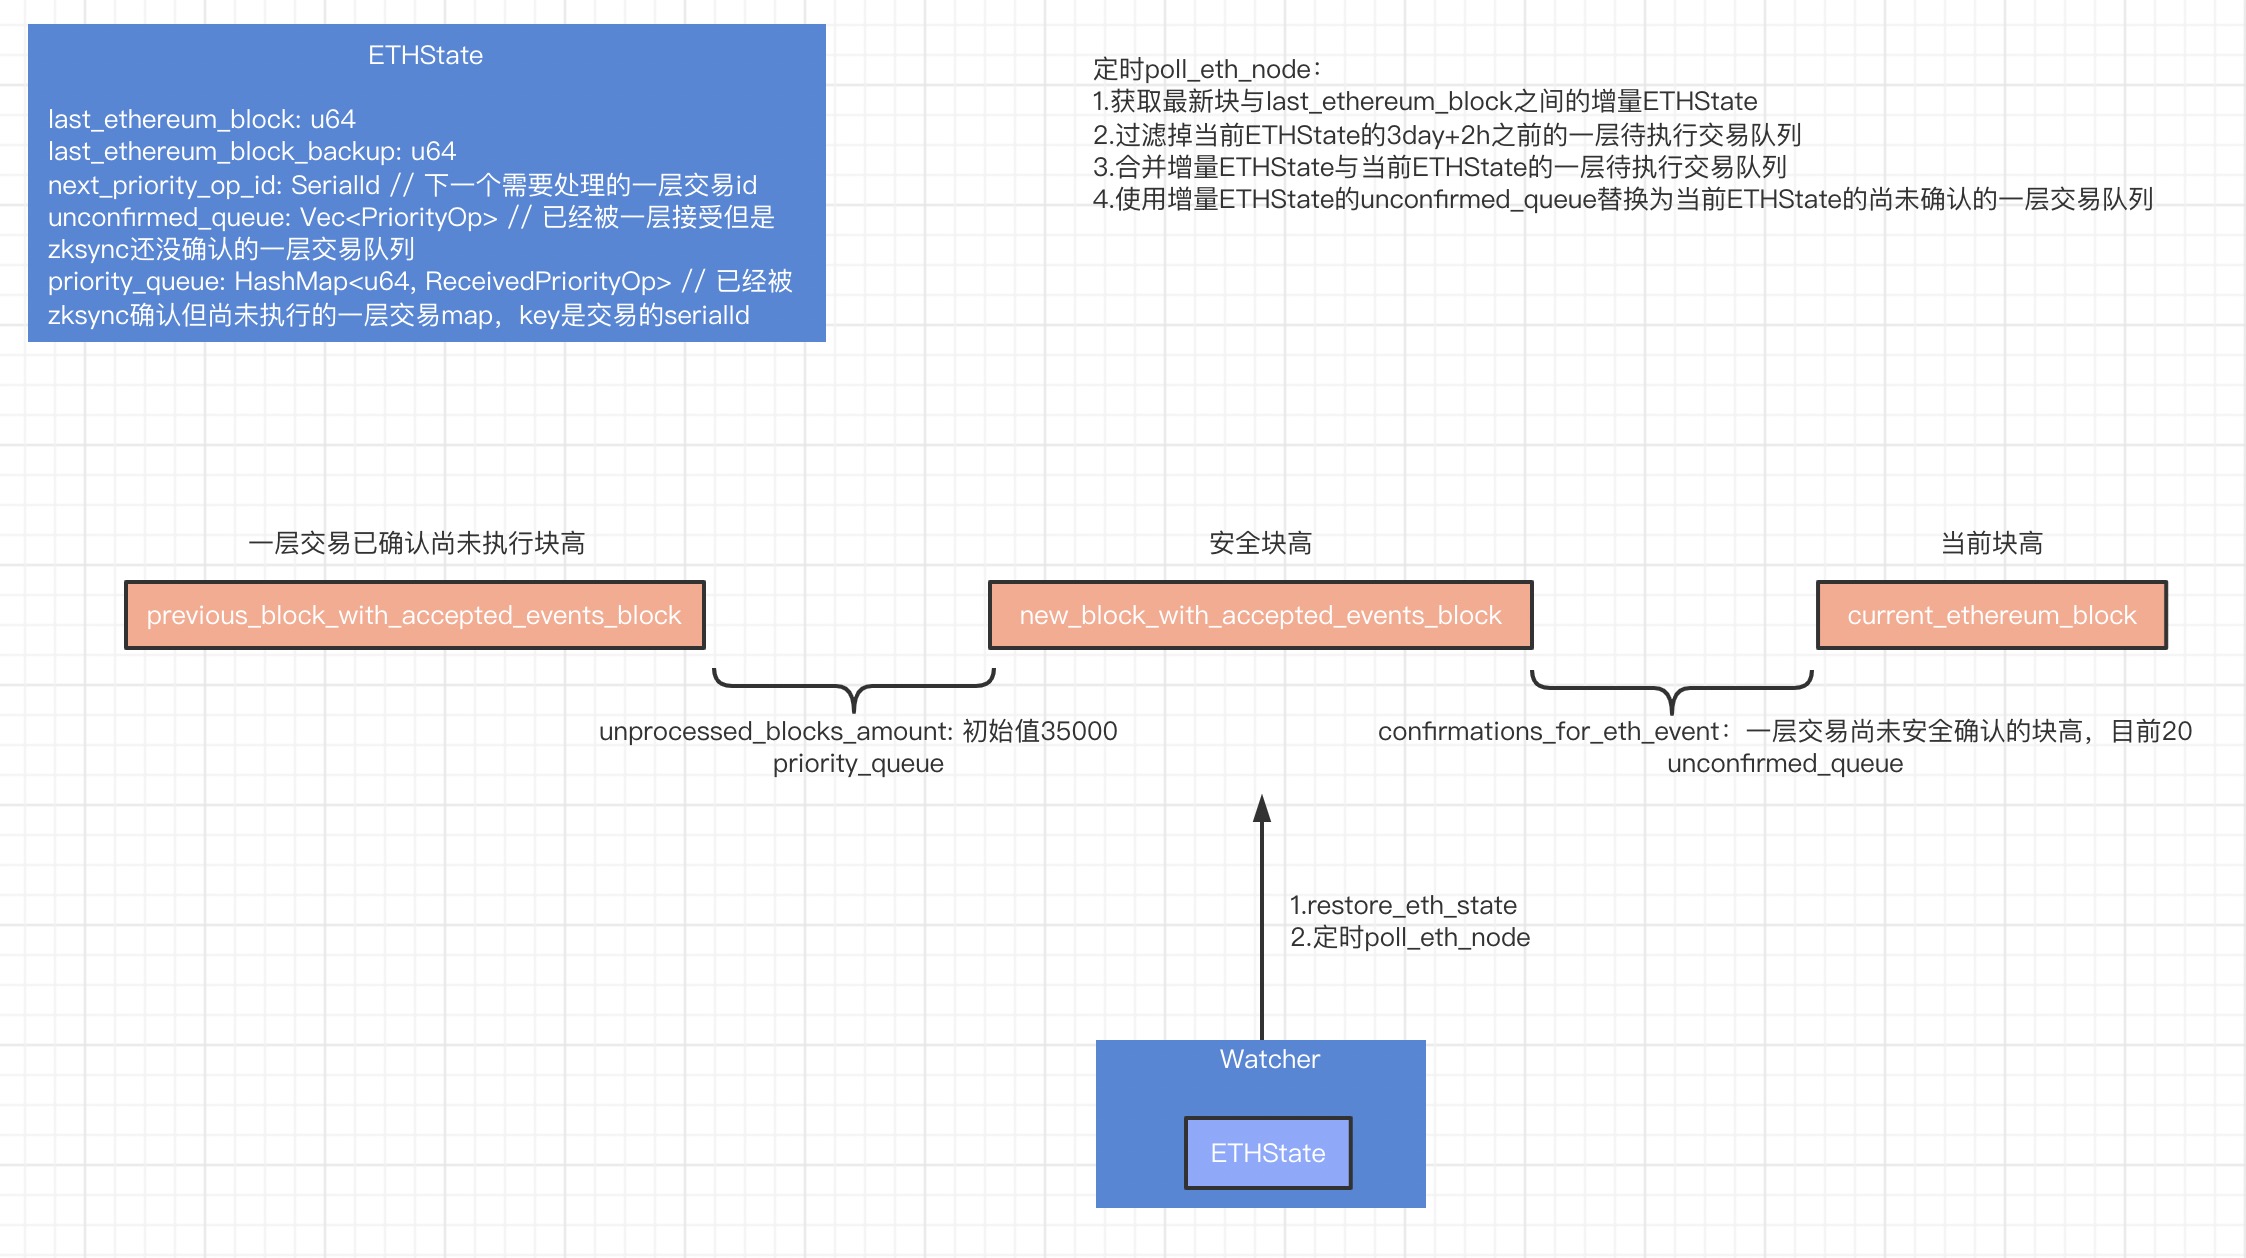 ETHState
last_ethereum_block: u64
last_ethereum_block_backup: u64
next_priority_op_id: SerialId // 下一个需要处理的一层交易id
unconfirmed_queue: Vec<PriorityOp> // 已经被一层接受但是
zksync还没确认的一层交易队列
priority_queue: HashMap<u64, ReceivedPriorityOp> // 已经被
zksync确认但尚未执行的一层交易map，key是交易的serialId
定时poll_eth_node：
1.获取最新块与last_ethereum_block之间的增量ETHState
2.过滤掉当前ETHState的3day+2h之前的一层待执行交易队列
3.合并增量ETHState与当前ETHState的一层待执行交易队列
4.使用增量ETHState的unconfirmed_queue替换为当前ETHState的尚未确认的一层交易队列
一层交易已确认尚未执行块高
安全块高
当前块高
previous_block_with_accepted_events_block
new_block_with_accepted_events_block
current_ethereum_block
unprocessed_blocks_amount: 初始值35000
priority_queue
confirmations_for_eth_event：一层交易尚未安全确认的块高，目前20
unconfirmed_queue
1.restore_eth_state
2.定时poll_eth_node
Watcher
ETHState